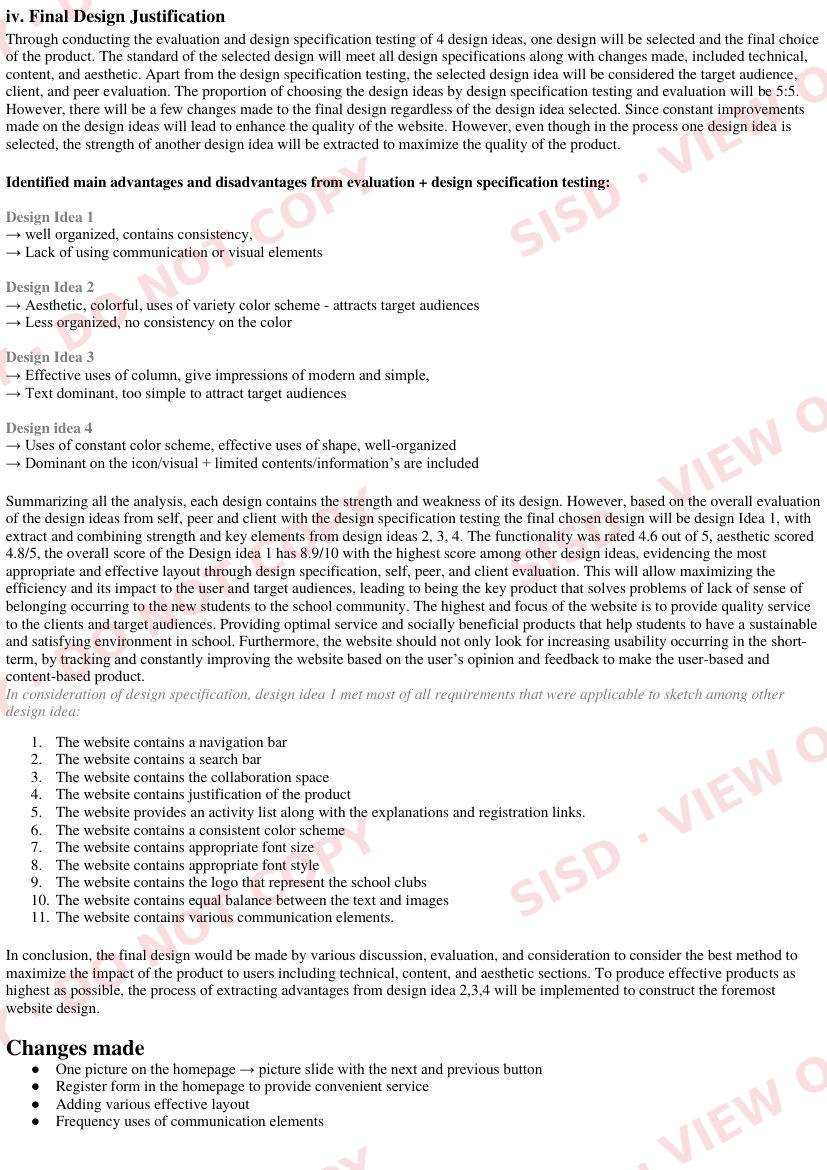 iv. Final Design Justification
Through conducting the evaluation and design specification testing of 4 design ideas, one design will be selected and the final choice
of the product. The standard of the selected design will meet all design specifications along with changes made, included technical,
content, and aesthetic. Apart from the design specification testing, the selected design idea will be considered the target audience,
client, and peer evaluation. The proportion of choosing the design ideas by design specification testing and evaluation will be 5:5.
However, there will be a few changes made to the final design regardless of the design idea selected. Since constant improvements
made on the design ideas will lead to enhance the quality of the website. However, even though in the process one design idea is
selected, the strength of another design idea will be extracted to maximize the quality of the product.
Identified main advantages and disadvantages from evaluation + design specification testing:
Design Idea 1
→ well organized, contains consistency,
→ Lack of using communication or visual elements
Design Idea 2
→ Aesthetic, colorful, uses of variety color scheme - attracts target audiences
→ Less organized, no consistency on the color
Design Idea 3
→ Effective uses of column, give impressions of modern and simple,
→ Text dominant, too simple to attract target audiences
Design idea 4
→ Uses of constant color scheme, effective uses of shape, well-organized
→ Dominant on the icon/visual + limited contents/information’s are included
Summarizing all the analysis, each design contains the strength and weakness of its design. However, based on the overall evaluation
of the design ideas from self, peer and client with the design specification testing the final chosen design will be design Idea 1, with
extract and combining strength and key elements from design ideas 2, 3, 4. The functionality was rated 4.6 out of 5, aesthetic scored
4.8/5, the overall score of the Design idea 1 has 8.9/10 with the highest score among other design ideas, evidencing the most
appropriate and effective layout through design specification, self, peer, and client evaluation. This will allow maximizing the
efficiency and its impact to the user and target audiences, leading to being the key product that solves problems of lack of sense of
belonging occurring to the new students to the school community. The highest and focus of the website is to provide quality service
to the clients and target audiences. Providing optimal service and socially beneficial products that help students to have a sustainable
and satisfying environment in school. Furthermore, the website should not only look for increasing usability occurring in the short-
term, by tracking and constantly improving the website based on the user’s opinion and feedback to make the user-based and
content-based product.
In consideration of design specification, design idea 1 met most of all requirements that were applicable to sketch among other
design idea:
1. The website contains a navigation bar
2. The website contains a search bar
3. The website contains the collaboration space
4. The website contains justification of the product
5. The website provides an activity list along with the explanations and registration links.
6. The website contains a consistent color scheme
7. The website contains appropriate font size
8. The website contains appropriate font style
9. The website contains the logo that represent the school clubs
10. The website contains equal balance between the text and images
11. The website contains various communication elements.
In conclusion, the final design would be made by various discussion, evaluation, and consideration to consider the best method to
maximize the impact of the product to users including technical, content, and aesthetic sections. To produce effective products as
highest as possible, the process of extracting advantages from design idea 2,3,4 will be implemented to construct the foremost
website design.
Changes made
● One picture on the homepage → picture slide with the next and previous button
● Register form in the homepage to provide convenient service
● Adding various effective layout
● Frequency uses of communication elements
SISD · VIEW O
Y · DO NOT COPY
SISD · VIEW O
Y · DO NOT COPY
SISD · VIEW O
Y · DO NOT COPY